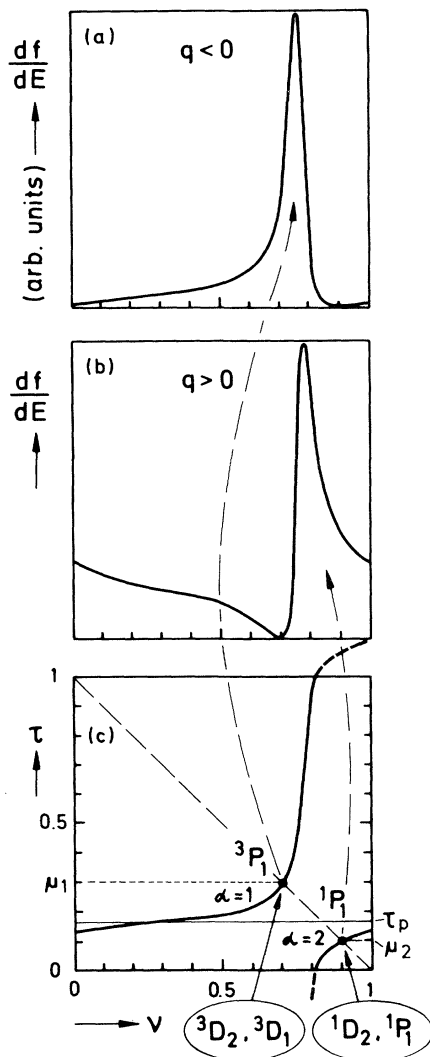 (a)
q < 0
df
dE
(arb. units)
(b)
q > 0
df
dE
1
τ
(c)
0.5
³P₁
μ₁
¹P₁
α=1
τₚ
α=2
μ₂
0
0 0.5 1
ν
³D₂, ³D₁
¹D₂, ¹P₁